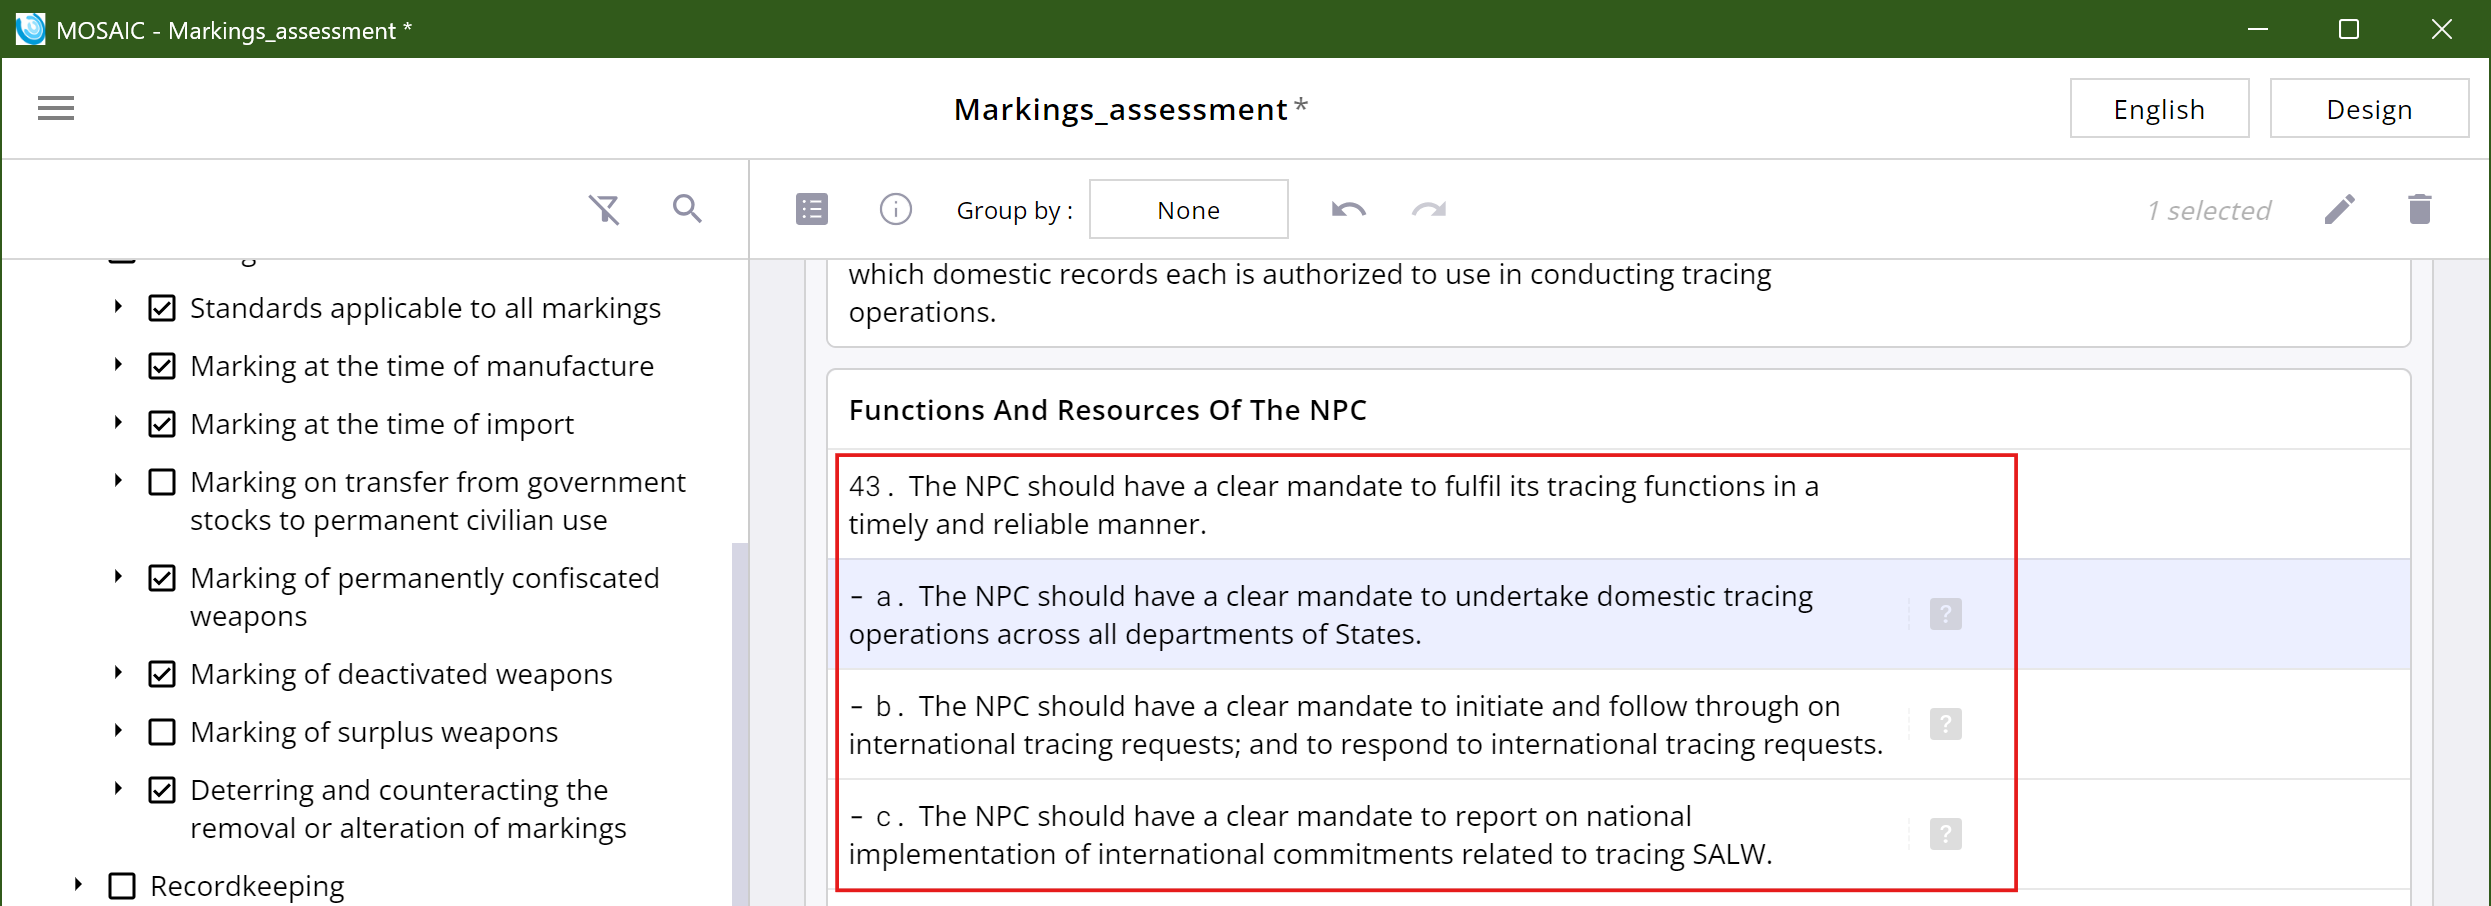 MOSAIC - Markings_assessment *
Markings_assessment *
English
Design
Group by :
None
1 selected
Standards applicable to all markings
Marking at the time of manufacture
Marking at the time of import
Marking on transfer from government
stocks to permanent civilian use
Marking of permanently confiscated
weapons
Marking of deactivated weapons
Marking of surplus weapons
Deterring and counteracting the
removal or alteration of markings
Recordkeeping
which domestic records each is authorized to use in conducting tracing
operations.
Functions And Resources Of The NPC
43. The NPC should have a clear mandate to fulfil its tracing functions in a
timely and reliable manner.
- a. The NPC should have a clear mandate to undertake domestic tracing
operations across all departments of States.
?
- b. The NPC should have a clear mandate to initiate and follow through on
international tracing requests; and to respond to international tracing requests.
?
- c. The NPC should have a clear mandate to report on national
implementation of international commitments related to tracing SALW.
?